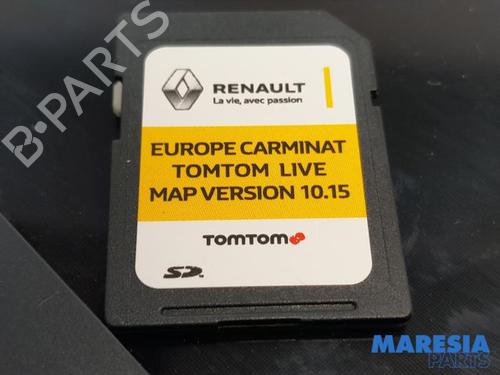 B-PARTS
RENAULT
La vie, avec passion
EUROPE CARMINAT
TOMTOM LIVE
MAP VERSION 10.15
TOMTOM
SD
MARESIA
PARTS